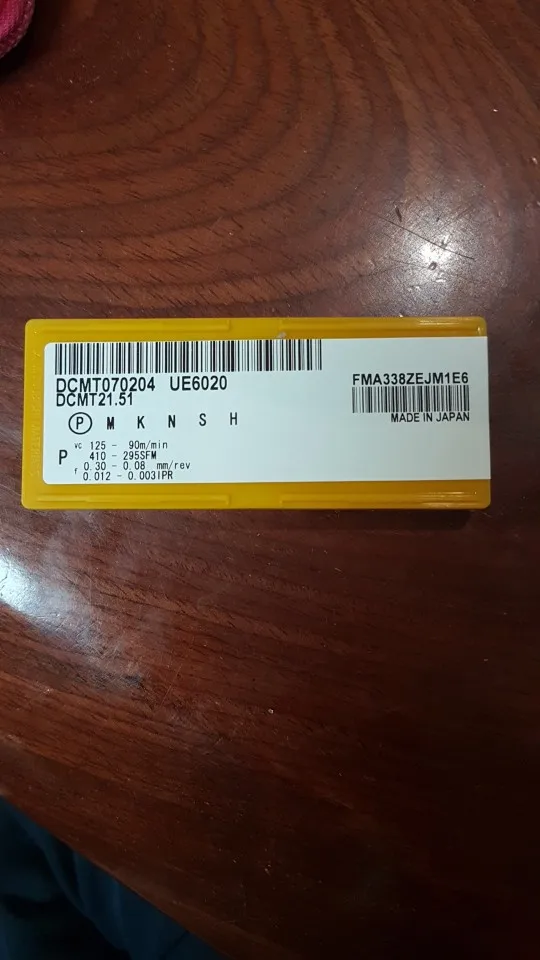 DCMT070204 UE6020
DCMT21.51
FMA338ZEJM1E6
MADE IN JAPAN
P M K N S H
P
vc 125 - 90m/min
410 - 295SFM
f 0.30 - 0.08 mm/rev
0.012 - 0.003IPR